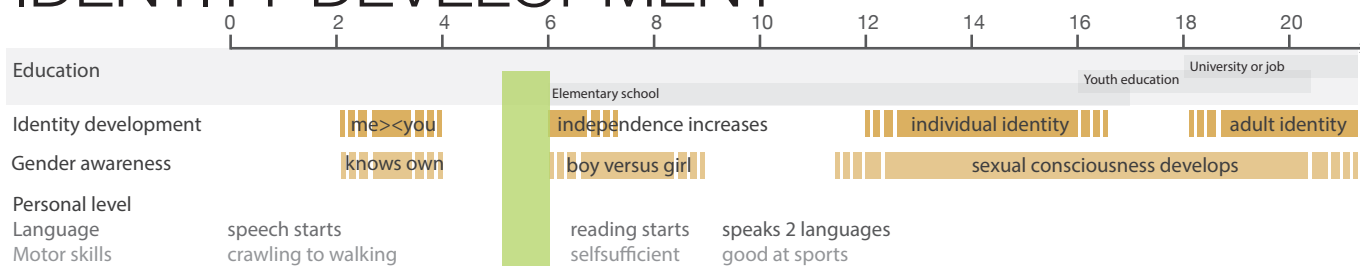 IDENTITY DEVELOPMENT
0 2 4 6 8 10 12 14 16 18 20
Education
University or job
Youth education
Elementary school
Identity development me><you independence increases individual identity adult identity
Gender awareness knows own boy versus girl sexual consciousness develops
Personal level
Language speech starts reading starts speaks 2 languages
Motor skills crawling to walking selfsufficient good at sports